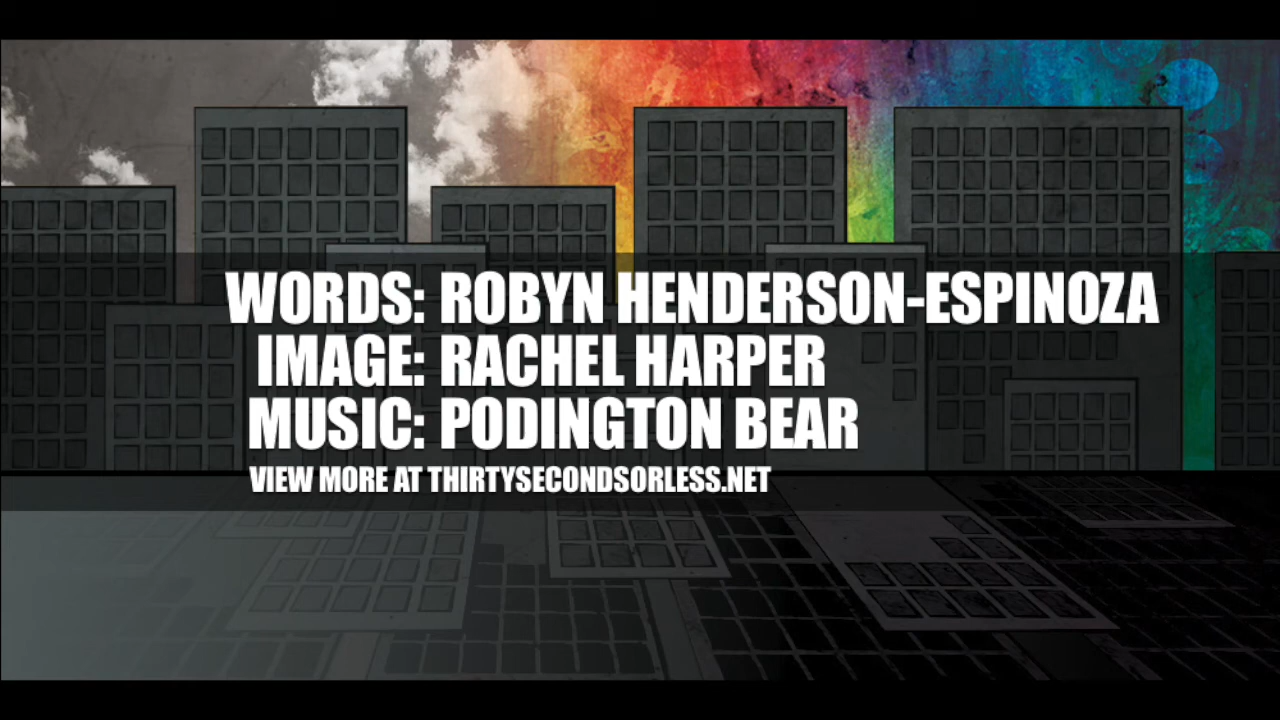 WORDS: ROBYN HENDERSON-ESPINOZA
IMAGE: RACHEL HARPER
MUSIC: PODINGTON BEAR
VIEW MORE AT THIRTYSECONDSORLESS.NET